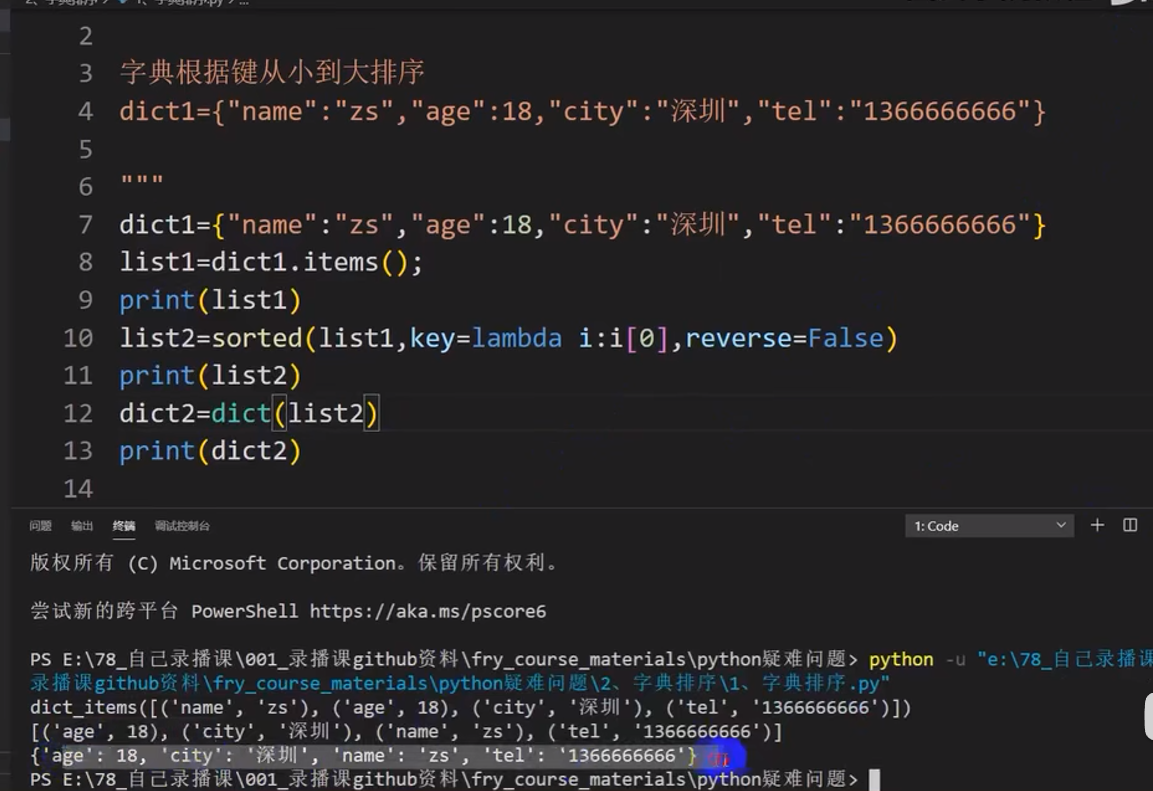 2
3 字典根据键从小到大排序
4 dict1={"name":"zs","age":18,"city":"深圳","tel":"1366666666"}
5
6 """
7 dict1={"name":"zs","age":18,"city":"深圳","tel":"1366666666"}
8 list1=dict1.items();
9 print(list1)
10 list2=sorted(list1,key=lambda i:i[0],reverse=False)
11 print(list2)
12 dict2=dict(list2)
13 print(dict2)
14
问题 输出 终端 调试控制台 1: Code
版权所有 (C) Microsoft Corporation。保留所有权利。
尝试新的跨平台 PowerShell https://aka.ms/pscore6
PS E:\78_自己录播课\001_录播课github资料\fry_course_materials\python疑难问题> python -u "e:\78_自己录播课
录播课github资料\fry_course_materials\python疑难问题\2、字典排序\1、字典排序.py"
dict_items([('name', 'zs'), ('age', 18), ('city', '深圳'), ('tel', '1366666666')])
[('age', 18), ('city', '深圳'), ('name', 'zs'), ('tel', '1366666666')]
{'age': 18, 'city': '深圳', 'name': 'zs', 'tel': '1366666666'}
PS E:\78_自己录播课\001_录播课github资料\fry_course_materials\python疑难问题>